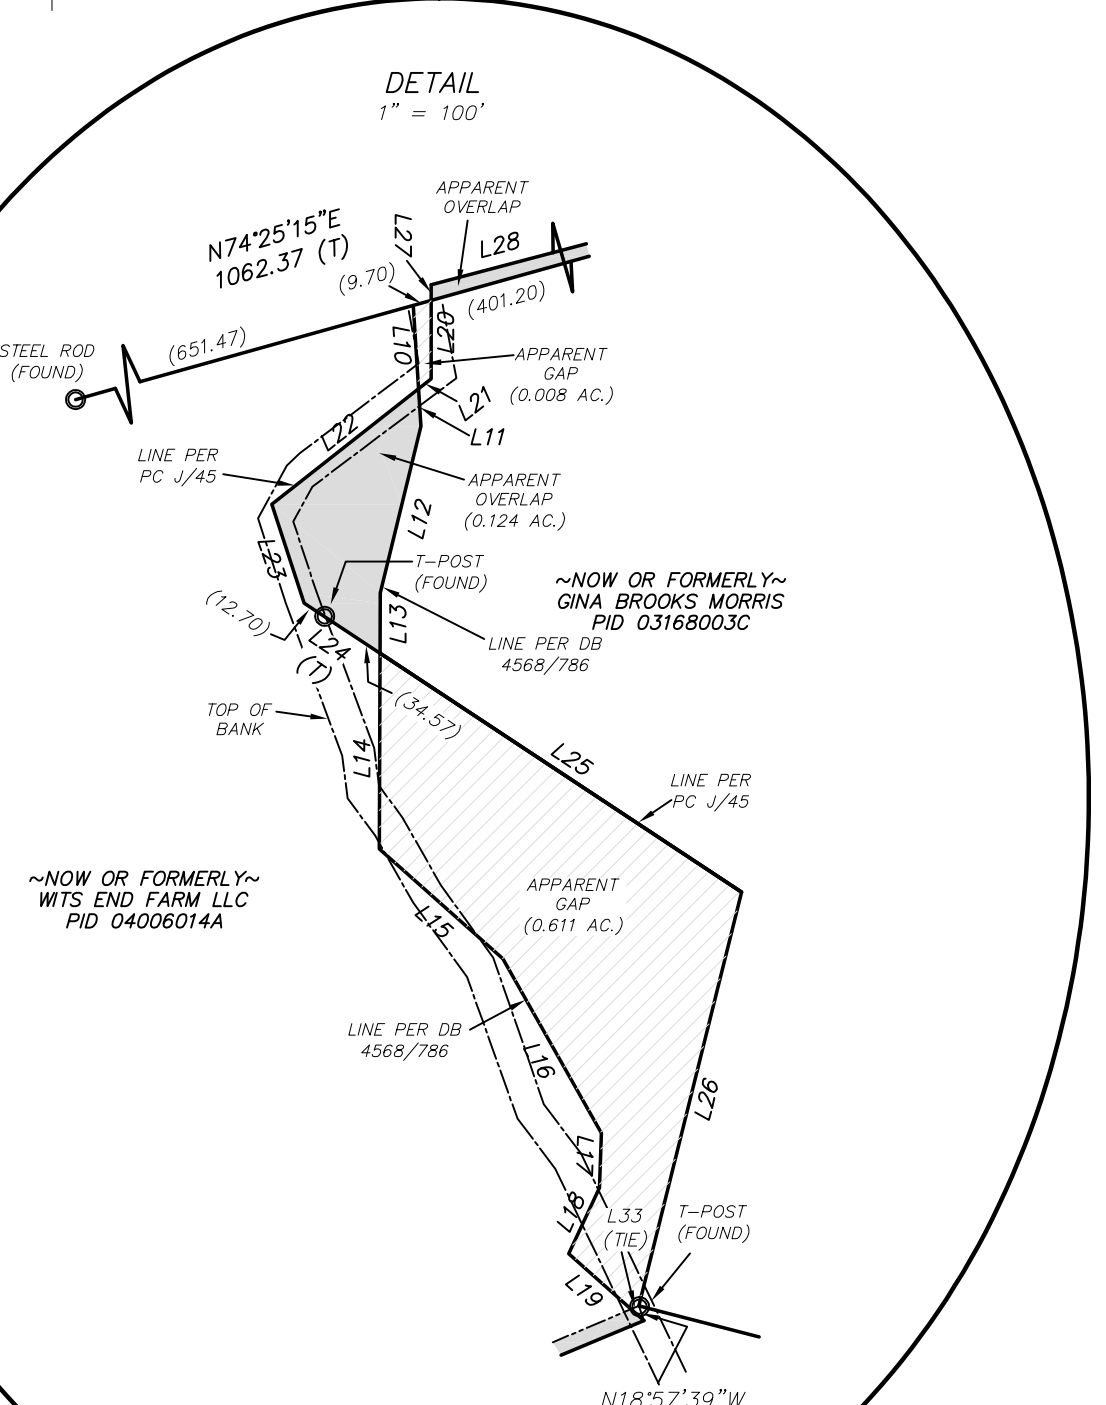 DETAIL
1" = 100'
APPARENT
OVERLAP
N74°25'15"E
1062.37 (T)
L27
L28
(9.70)
(401.20)
(651.47)
STEEL ROD
(FOUND)
L10
L20
APPARENT
GAP
(0.008 AC.)
L21
L11
L22
LINE PER
PC J/45
APPARENT
OVERLAP
(0.124 AC.)
L12
L23
T-POST
(FOUND)
~NOW OR FORMERLY~
GINA BROOKS MORRIS
PID 03168003C
(12.70)
L13
L24
(T)
LINE PER DB
4568/786
TOP OF
BANK
(34.57)
L14
L25
LINE PER
PC J/45
~NOW OR FORMERLY~
WITS END FARM LLC
PID 04006014A
APPARENT
GAP
(0.611 AC.)
L15
LINE PER DB
4568/786
L16
L26
L17
L18
L33
(TIE)
T-POST
(FOUND)
L19
N18°57'39"W